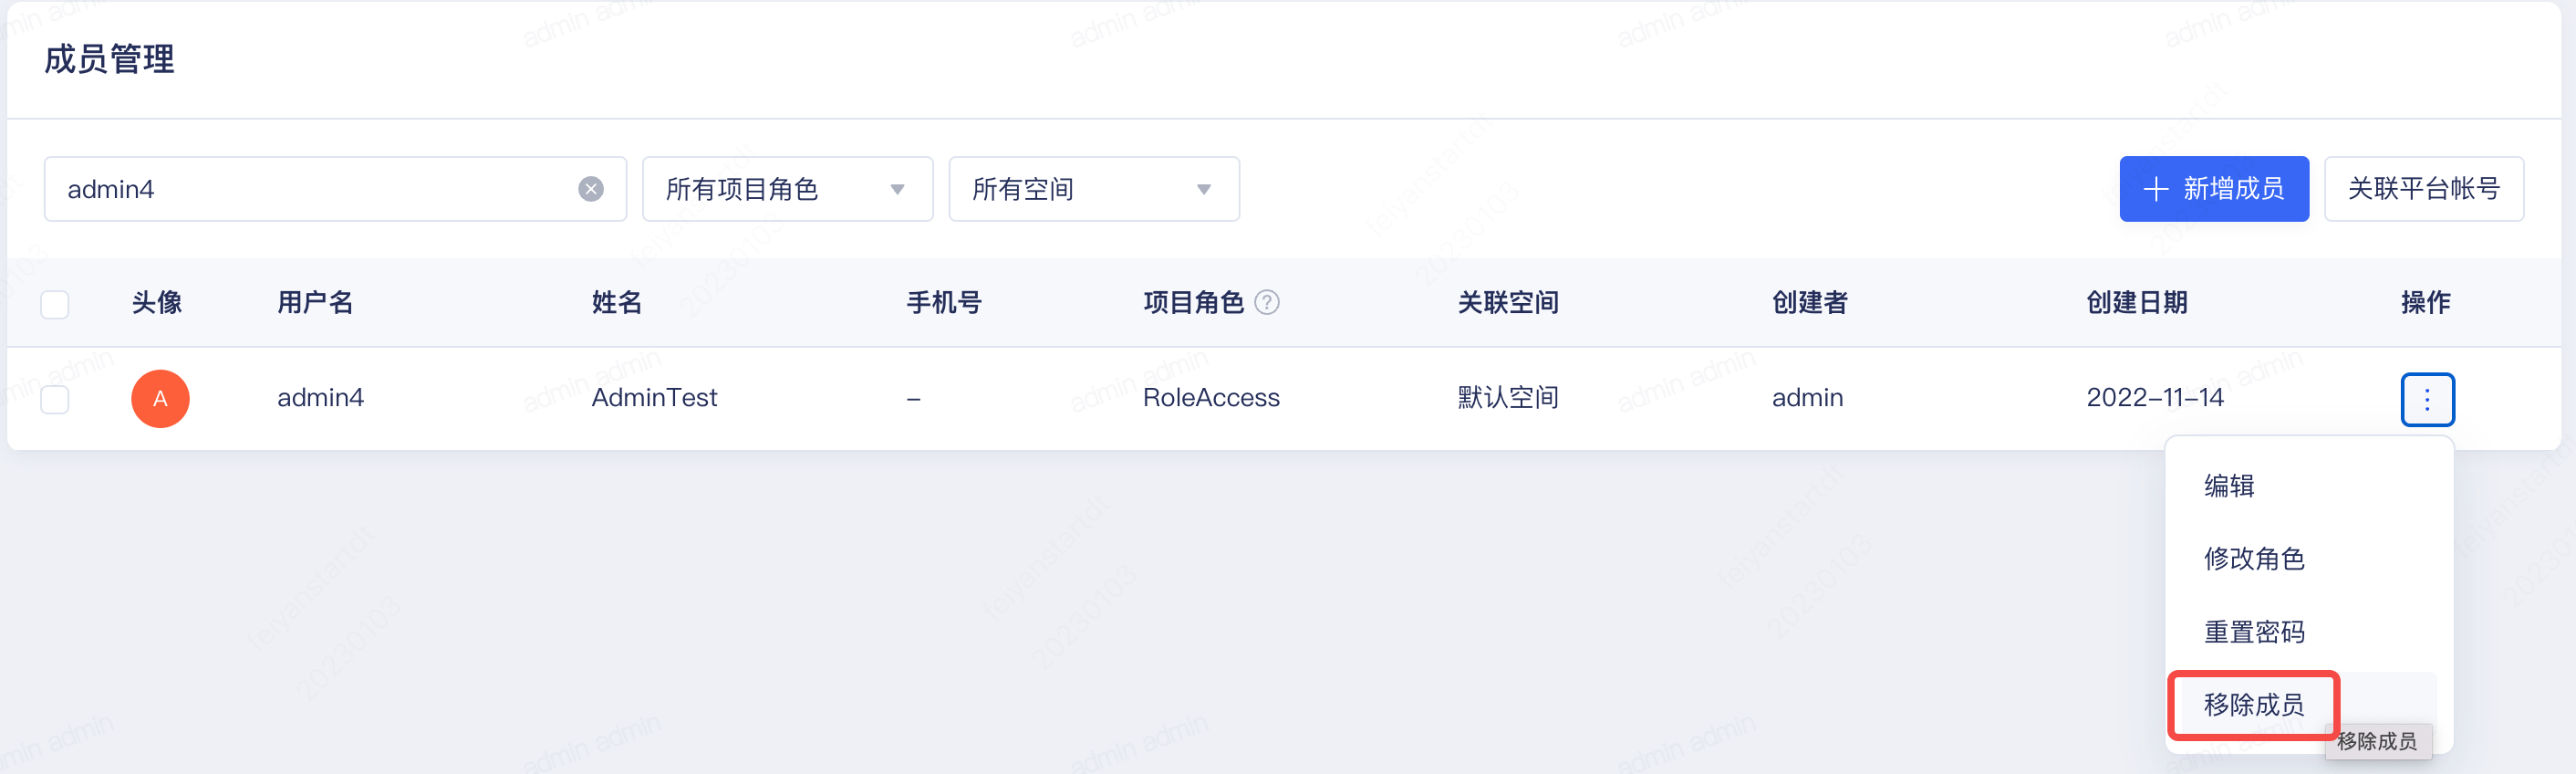 成员管理
admin4
所有项目角色
所有空间
新增成员
关联平台帐号
头像 用户名 姓名 手机号 项目角色 ? 关联空间 创建者 创建日期 操作
A admin4 AdminTest – RoleAccess 默认空间 admin 2022-11-14
编辑
修改角色
重置密码
移除成员
移除成员
admin admin
feiyanstartdt
20230103